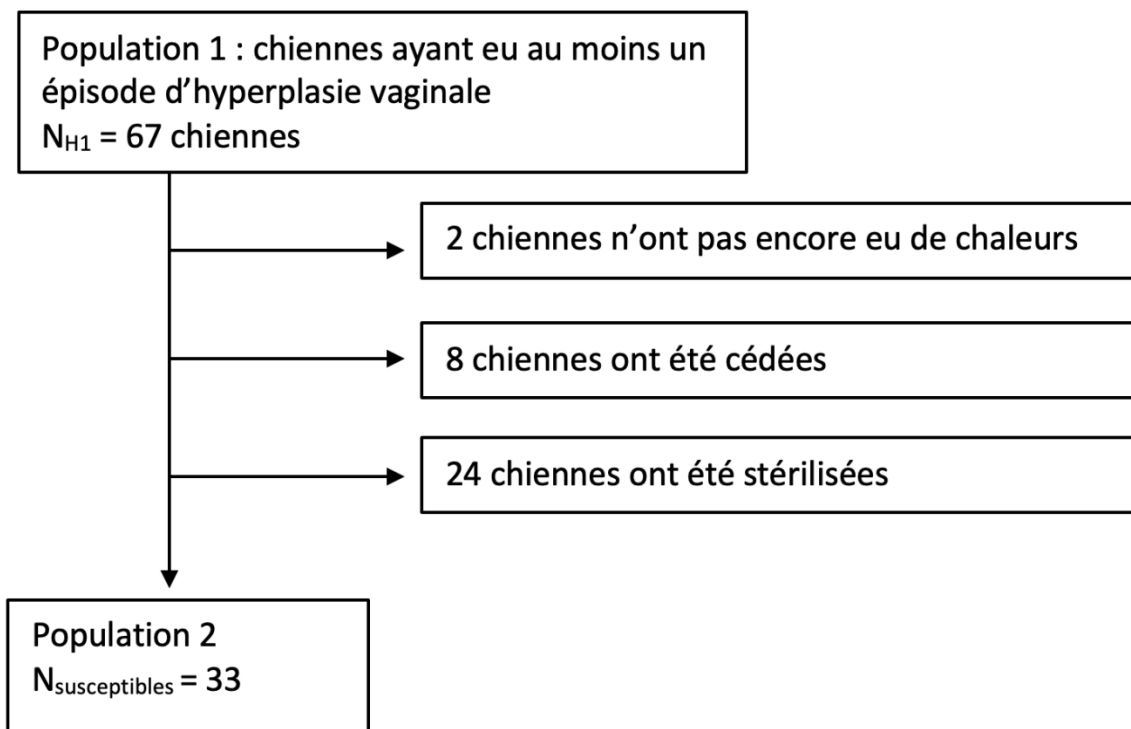 Population 1 : chiennes ayant eu au moins un
épisode d’hyperplasie vaginale
NH1 = 67 chiennes
2 chiennes n’ont pas encore eu de chaleurs
8 chiennes ont été cédées
24 chiennes ont été stérilisées
Population 2
Nsusceptibles = 33